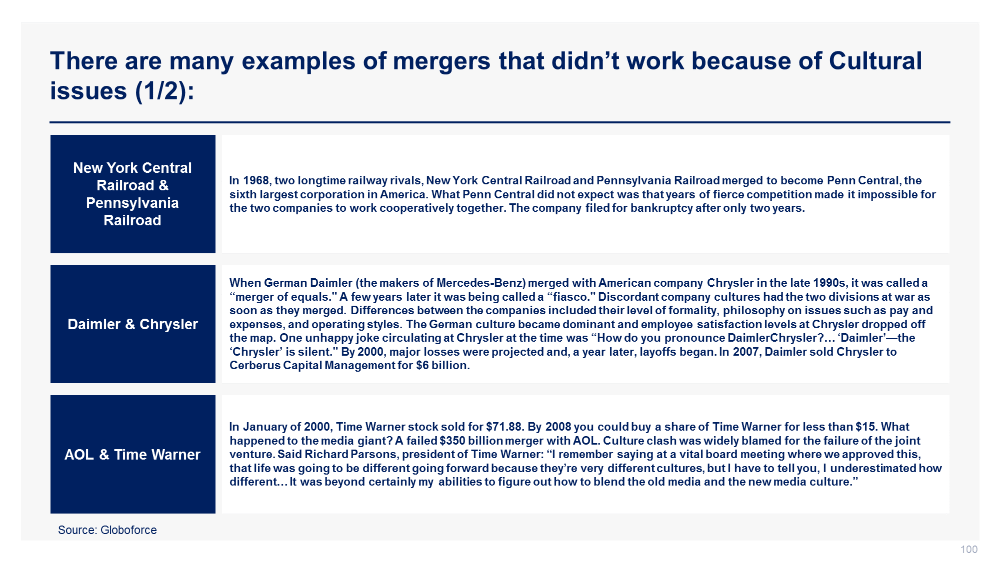 There are many examples of mergers that didn’t work because of Cultural
issues (1/2):
New York Central
Railroad &
Pennsylvania
Railroad
In 1968, two longtime railway rivals, New York Central Railroad and Pennsylvania Railroad merged to become Penn Central, the
sixth largest corporation in America. What Penn Central did not expect was that years of fierce competition made it impossible for
the two companies to work cooperatively together. The company filed for bankruptcy after only two years.
Daimler & Chrysler
When German Daimler (the makers of Mercedes-Benz) merged with American company Chrysler in the late 1990s, it was called a
“merger of equals.” A few years later it was being called a “fiasco.” Discordant company cultures had the two divisions at war as
soon as they merged. Differences between the companies included their level of formality, philosophy on issues such as pay and
expenses, and operating styles. The German culture became dominant and employee satisfaction levels at Chrysler dropped off
the map. One unhappy joke circulating at Chrysler at the time was “How do you pronounce DaimlerChrysler?… ‘Daimler’—the
‘Chrysler’ is silent.” By 2000, major losses were projected and, a year later, layoffs began. In 2007, Daimler sold Chrysler to
Cerberus Capital Management for $6 billion.
AOL & Time Warner
In January of 2000, Time Warner stock sold for $71.88. By 2008 you could buy a share of Time Warner for less than $15. What
happened to the media giant? A failed $350 billion merger with AOL. Culture clash was widely blamed for the failure of the joint
venture. Said Richard Parsons, president of Time Warner: “I remember saying at a vital board meeting where we approved this,
that life was going to be different going forward because they’re very different cultures, but I have to tell you, I underestimated how
different… It was beyond certainly my abilities to figure out how to blend the old media and the new media culture.”
Source: Globoforce
100